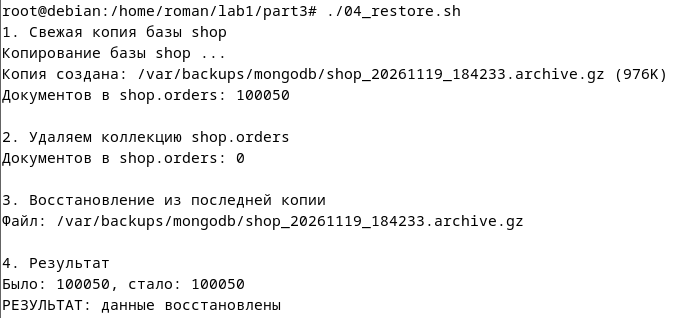 root@debian:/home/roman/lab1/part3# ./04_restore.sh
1. Свежая копия базы shop
Копирование базы shop ...
Копия создана: /var/backups/mongodb/shop_20261119_184233.archive.gz (976K)
Документов в shop.orders: 100050
2. Удаляем коллекцию shop.orders
Документов в shop.orders: 0
3. Восстановление из последней копии
Файл: /var/backups/mongodb/shop_20261119_184233.archive.gz
4. Результат
Было: 100050, стало: 100050
РЕЗУЛЬТАТ: данные восстановлены